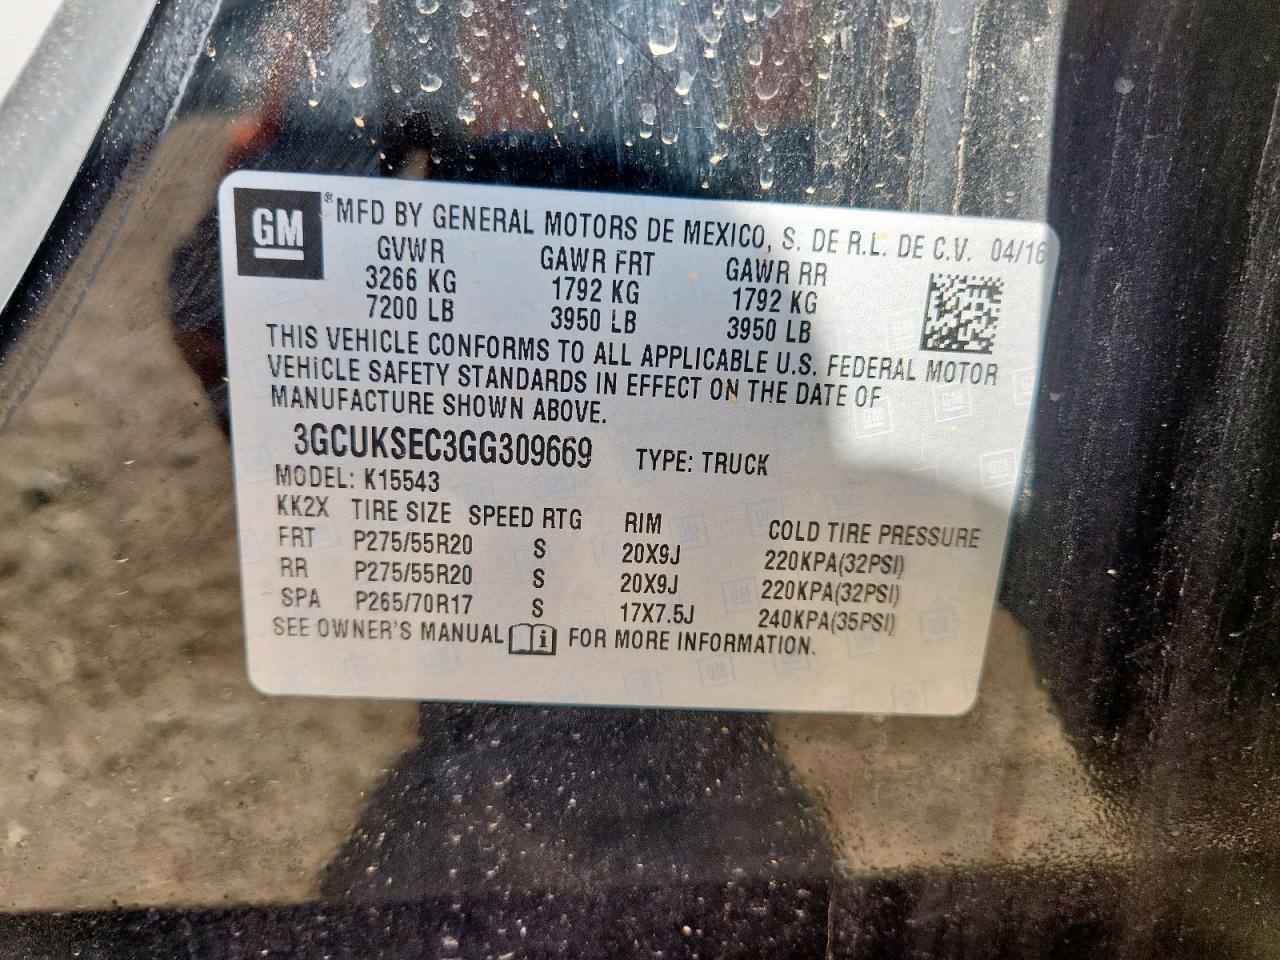 GM ® MFD BY GENERAL MOTORS DE MEXICO, S. DE R.L. DE C.V. 04/16
GVWR GAWR FRT GAWR RR
3266 KG 1792 KG 1792 KG
7200 LB 3950 LB 3950 LB
THIS VEHICLE CONFORMS TO ALL APPLICABLE U.S. FEDERAL MOTOR
VEHICLE SAFETY STANDARDS IN EFFECT ON THE DATE OF
MANUFACTURE SHOWN ABOVE.
3GCUKSEC3GG309669 TYPE: TRUCK
MODEL: K15543
KK2X TIRE SIZE SPEED RTG RIM COLD TIRE PRESSURE
FRT P275/55R20 S 20X9J 220KPA(32PSI)
RR P275/55R20 S 20X9J 220KPA(32PSI)
SPA P265/70R17 S 17X7.5J 240KPA(35PSI)
SEE OWNER'S MANUAL i FOR MORE INFORMATION.